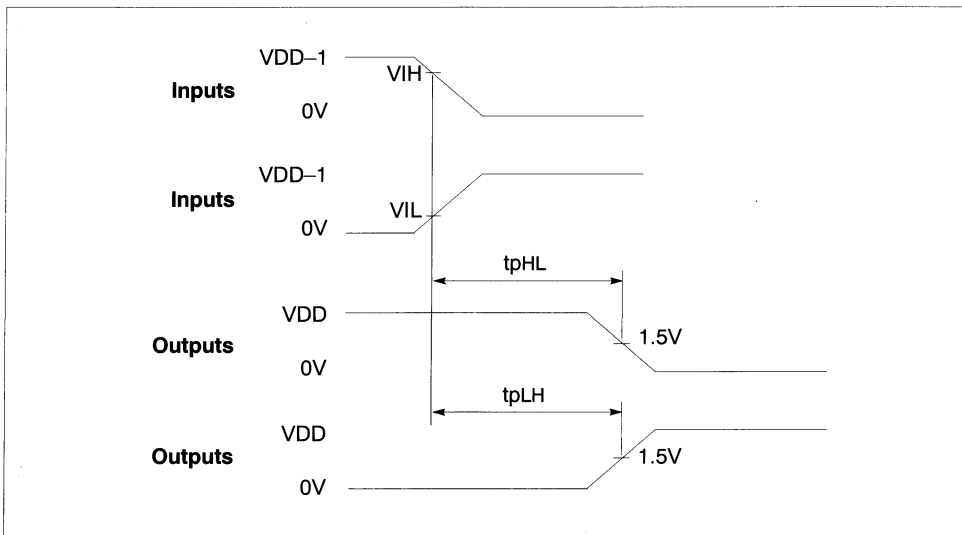 VDD–1
VIH
Inputs
0V
VDD–1
Inputs
VIL
0V
tpHL
VDD
1.5V
Outputs
0V
tpLH
VDD
Outputs
1.5V
0V